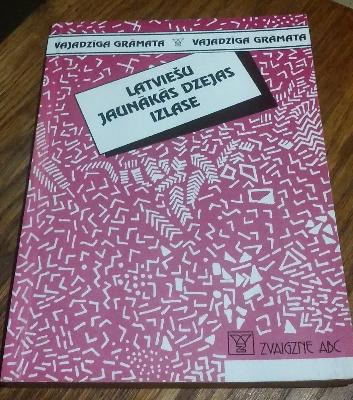 VAJADZĪGA GRĀMATA VAJADZĪGA GRĀMATA
LATVIEŠU
JAUNĀKĀS DZEJAS
IZLASE
ZVAIGZNE ABC